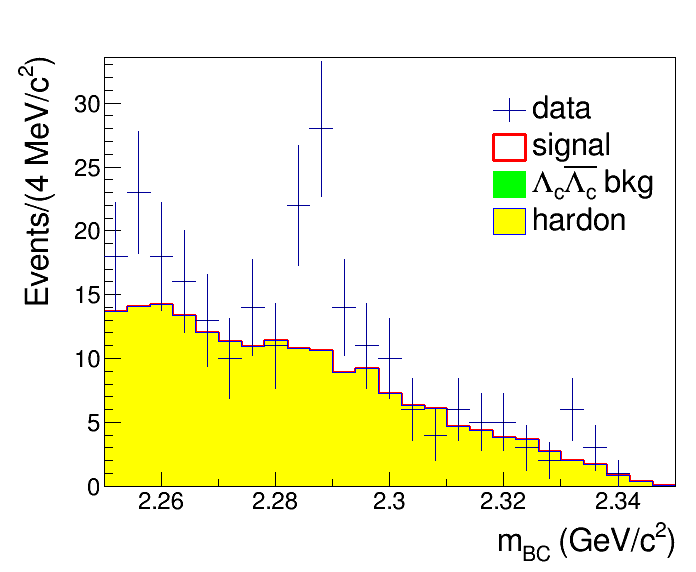 Events/(4 MeV/c²)
30
25
20
15
10
5
0
data
signal
Λc Λ̅c̅ bkg
hardon
2.26 2.28 2.3 2.32 2.34
mBC (GeV/c²)